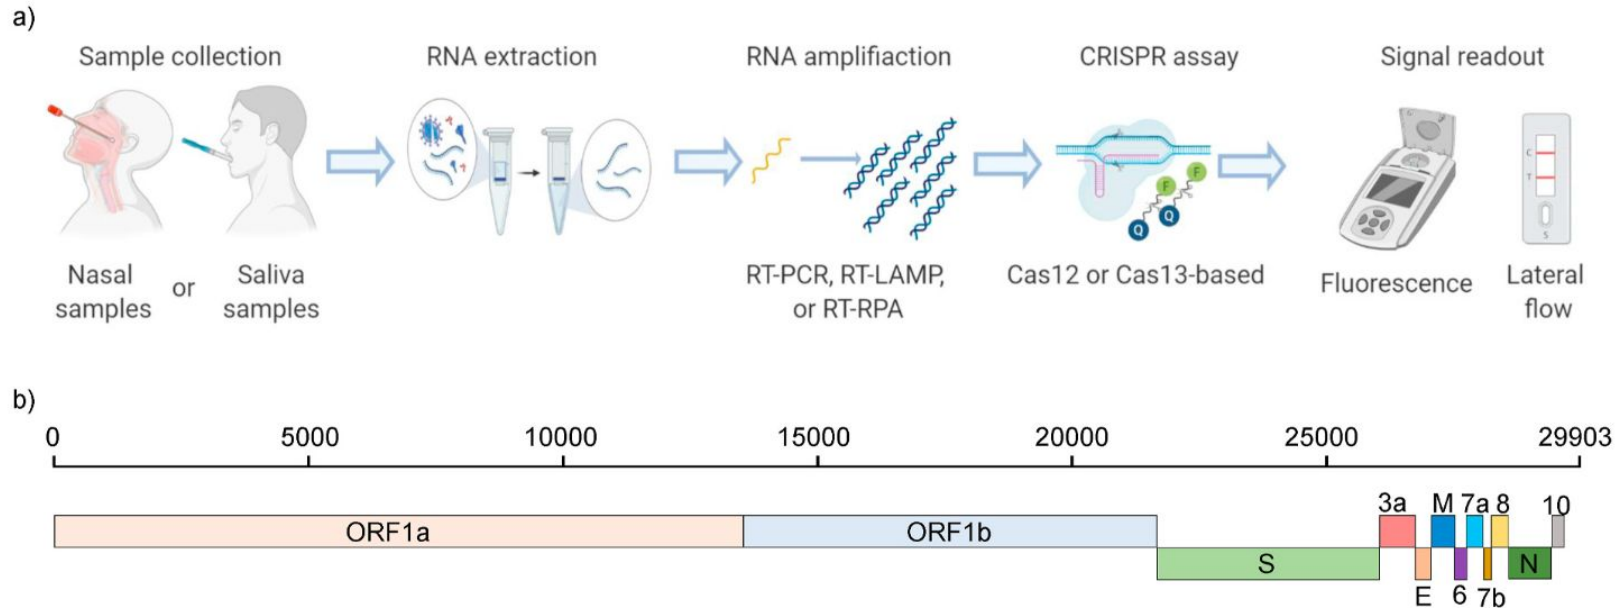 a)
Sample collection
RNA extraction
RNA amplifiaction
CRISPR assay
Signal readout
F
F
Q
Q
C
T
S
Nasal
samples
or
Saliva
samples
RT-PCR, RT-LAMP,
or RT-RPA
Cas12 or Cas13-based
Fluorescence
Lateral
flow
b)
0 5000 10000 15000 20000 25000 29903
3a M 7a 8 10
ORF1a ORF1b
S N
E 6 7b